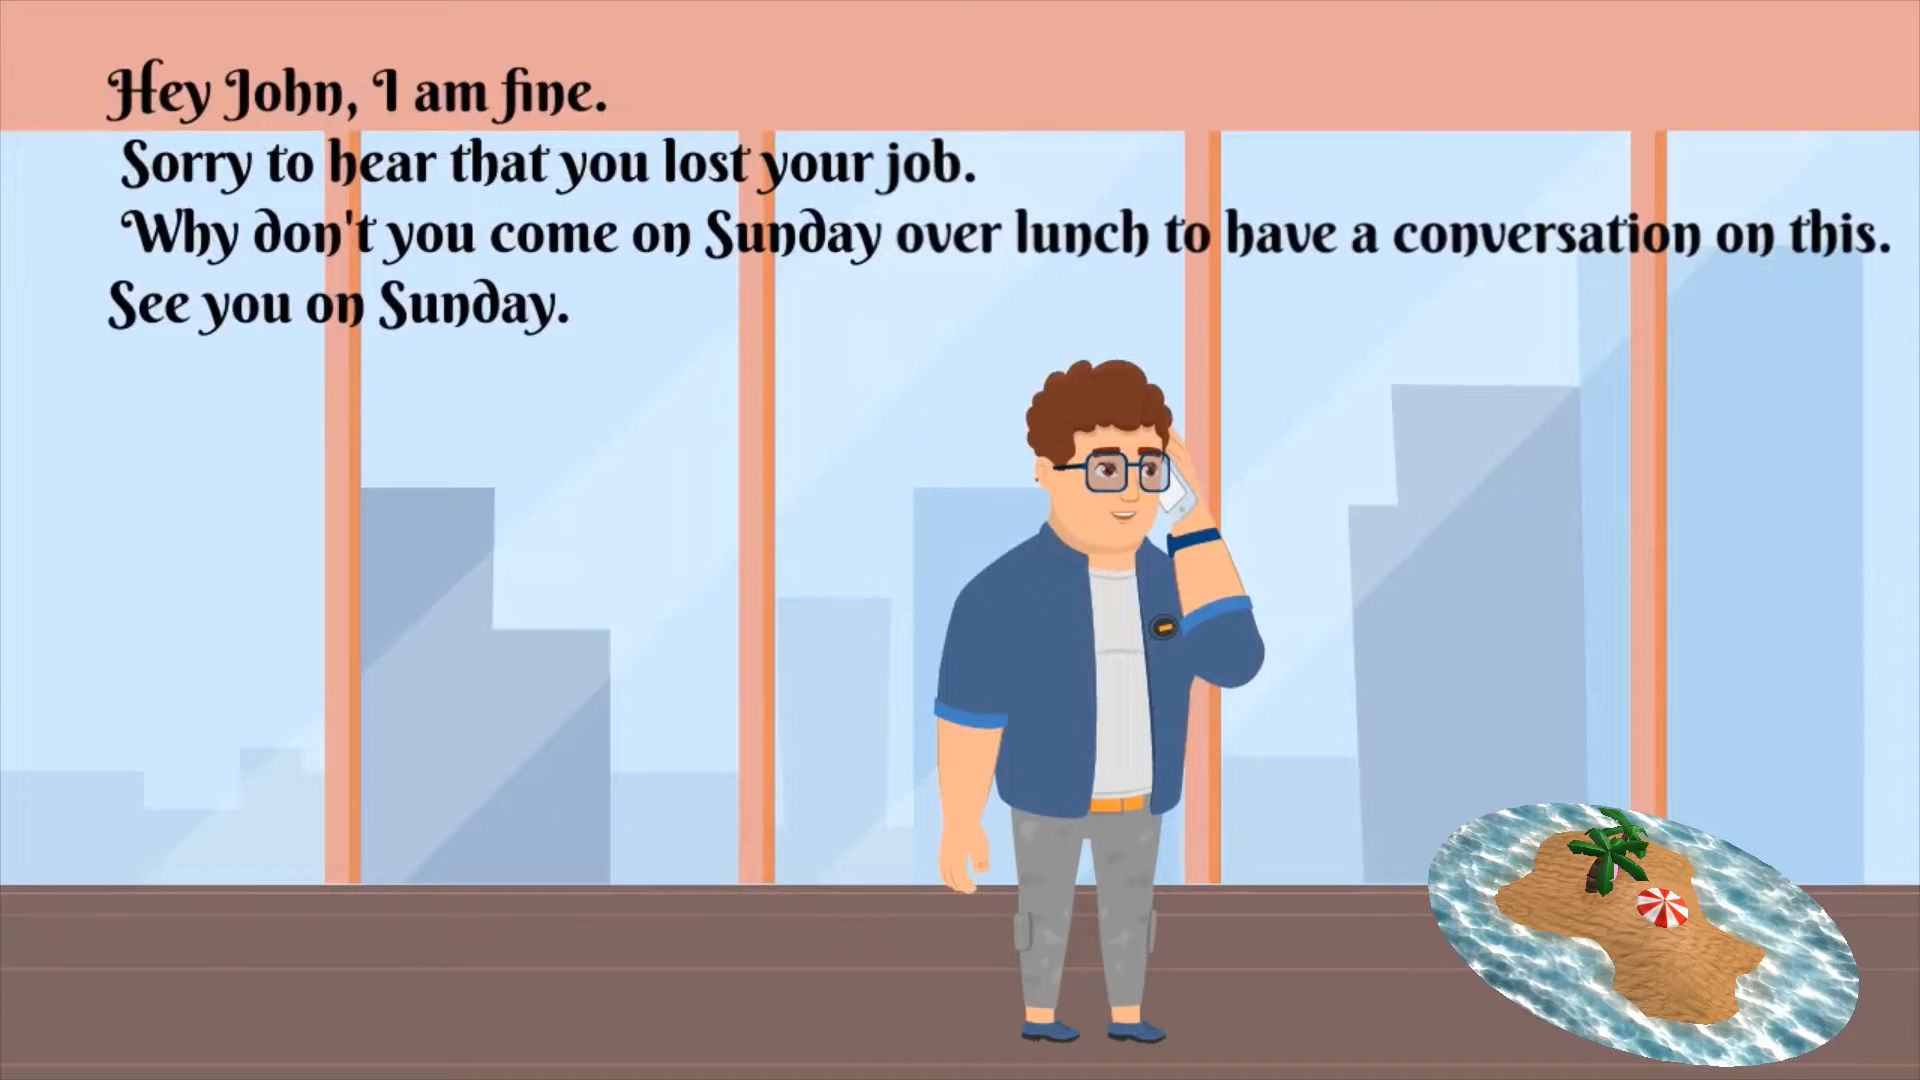 Hey John, I am fine.
Sorry to hear that you lost your job.
Why don't you come on Sunday over lunch to have a conversation on this.
See you on Sunday.